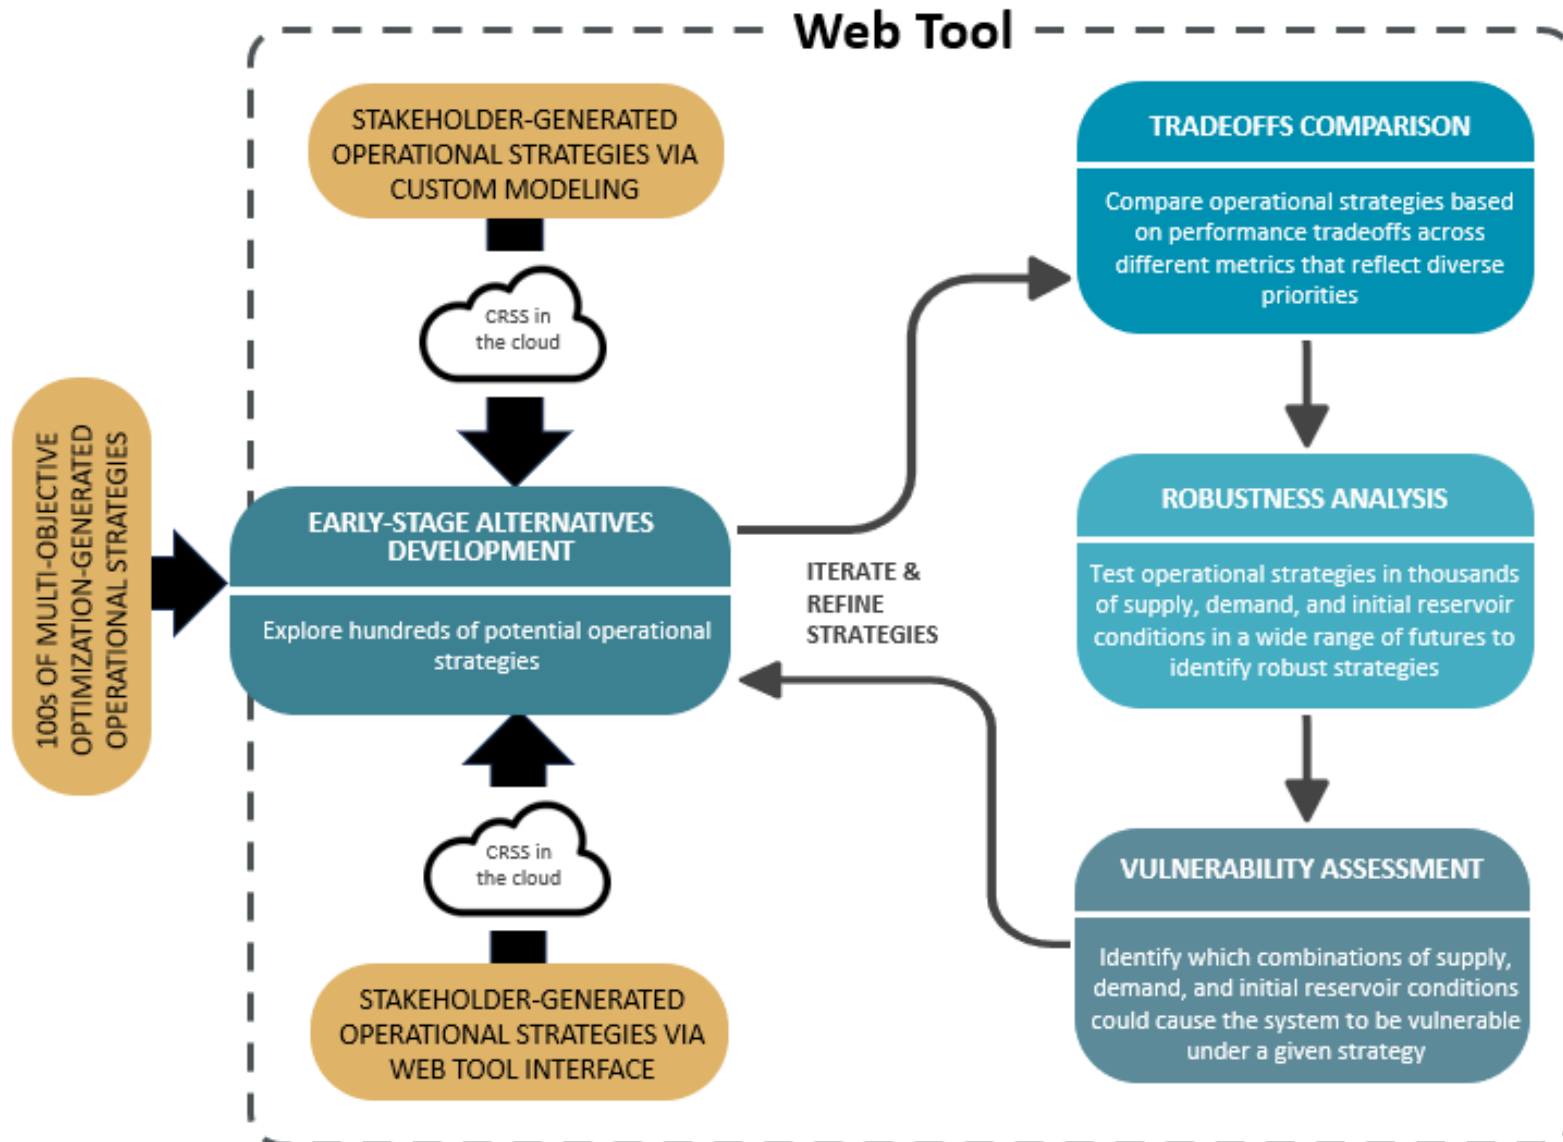 Web Tool
STAKEHOLDER-GENERATED
OPERATIONAL STRATEGIES VIA
CUSTOM MODELING
CRSS in
the cloud
100s OF MULTI-OBJECTIVE
OPTIMIZATION-GENERATED
OPERATIONAL STRATEGIES
EARLY-STAGE ALTERNATIVES
DEVELOPMENT
Explore hundreds of potential operational
strategies
CRSS in
the cloud
STAKEHOLDER-GENERATED
OPERATIONAL STRATEGIES VIA
WEB TOOL INTERFACE
ITERATE &
REFINE
STRATEGIES
TRADEOFFS COMPARISON
Compare operational strategies based
on performance tradeoffs across
different metrics that reflect diverse
priorities
ROBUSTNESS ANALYSIS
Test operational strategies in thousands
of supply, demand, and initial reservoir
conditions in a wide range of futures to
identify robust strategies
VULNERABILITY ASSESSMENT
Identify which combinations of supply,
demand, and initial reservoir conditions
could cause the system to be vulnerable
under a given strategy